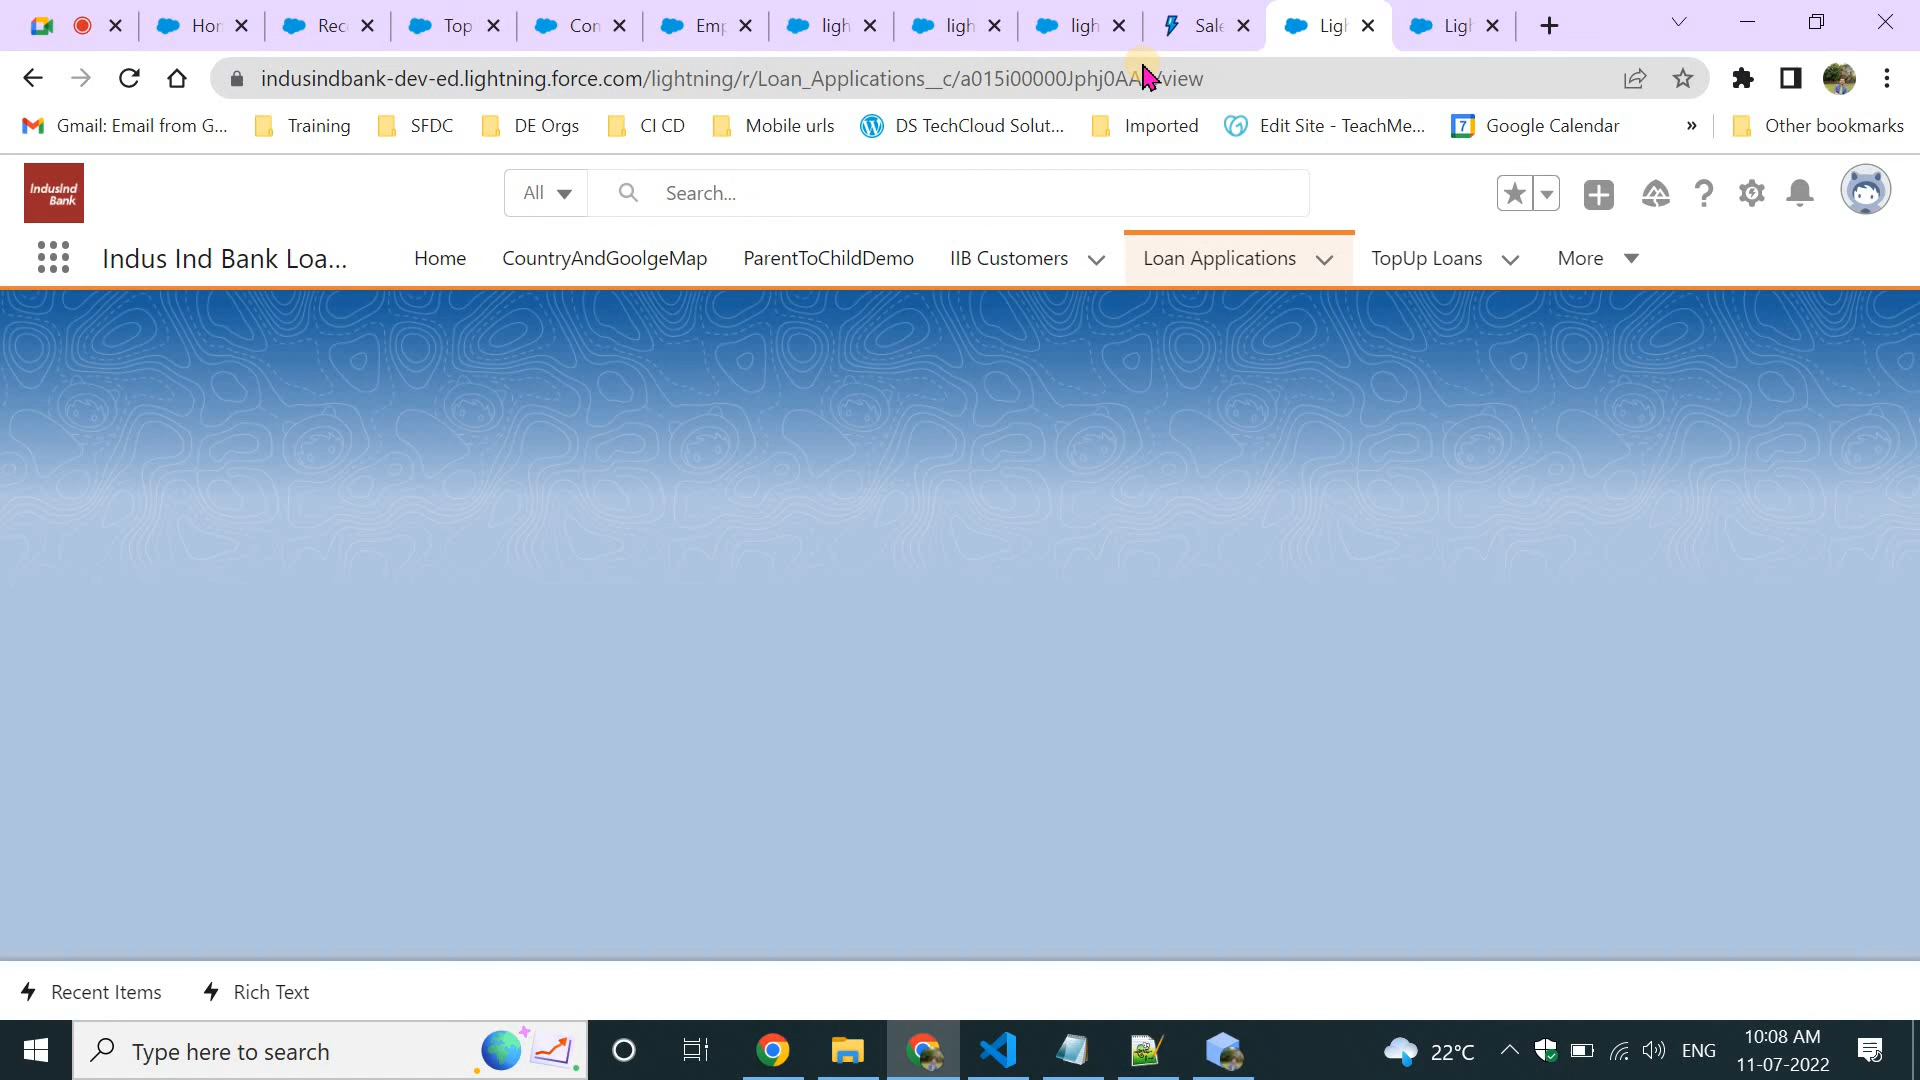 Hor
Rec
Top
Con
Emp
ligh
ligh
ligh
Sale
Ligh
Ligh
indusindbank-dev-ed.lightning.force.com/lightning/r/Loan_Applications__c/a015i00000Jphj0AA /view
Gmail: Email from G...
Training
SFDC
DE Orgs
CI CD
Mobile urls
DS TechCloud Solut...
Imported
Edit Site - TeachMe...
7
Google Calendar
»
Other bookmarks
IndusInd
Bank
All
Search...
Indus Ind Bank Loa...
Home
CountryAndGoolgeMap
ParentToChildDemo
IIB Customers
Loan Applications
TopUp Loans
More
Recent Items
Rich Text
Type here to search
22°C
ENG
10:08 AM
11-07-2022